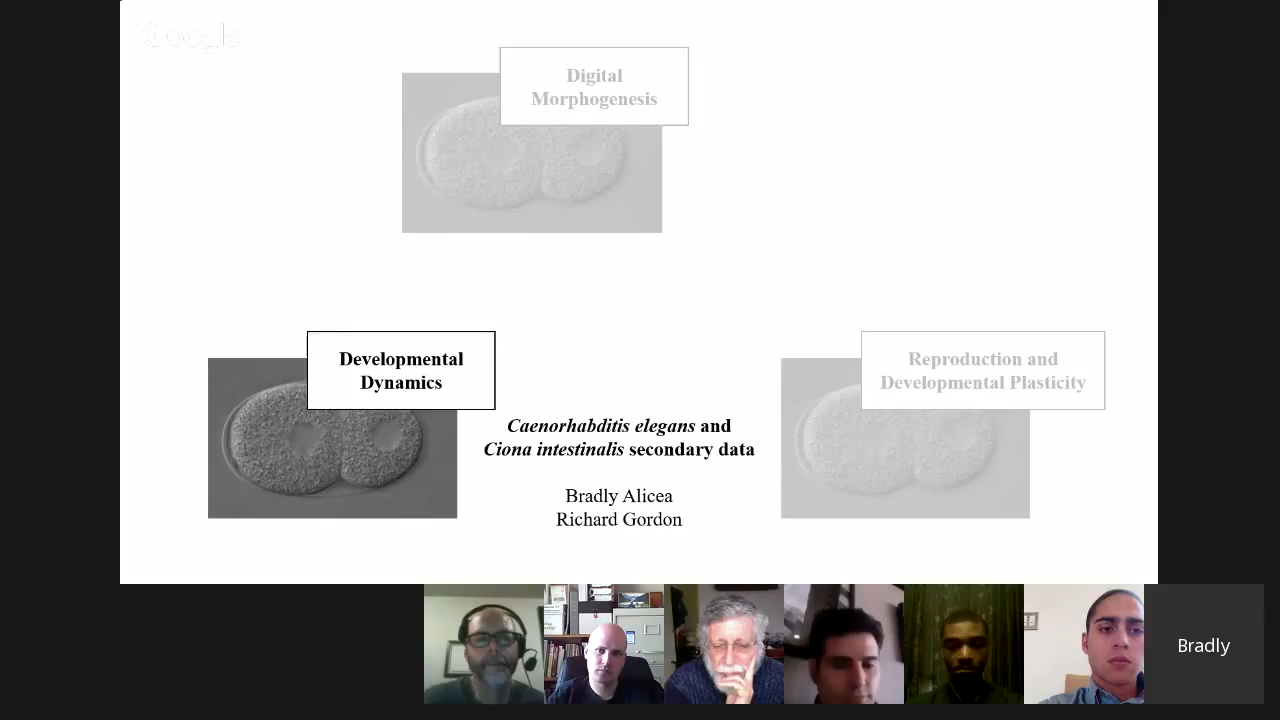 Google
Digital
Morphogenesis
Developmental
Dynamics
Reproduction and
Developmental Plasticity
Caenorhabditis elegans and
Ciona intestinalis secondary data
Bradly Alicea
Richard Gordon
Bradly